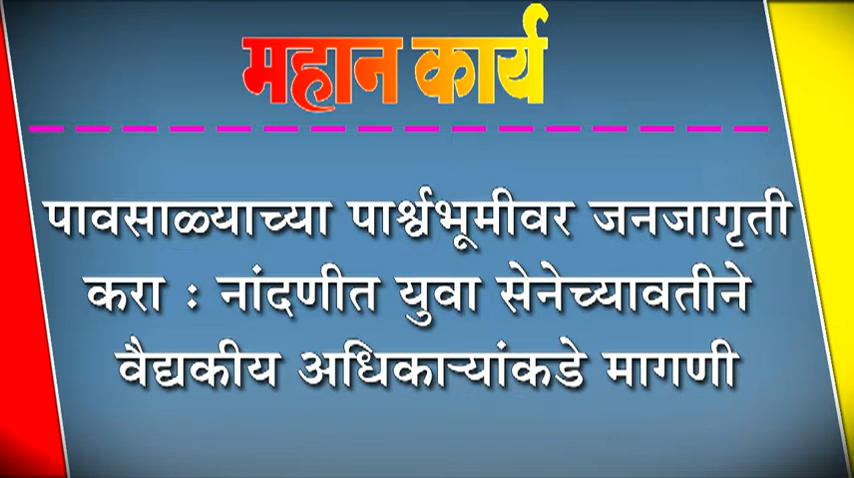 महान कार्य
पावसाळ्याच्या पार्श्वभूमीवर जनजागृती
करा : नांदणीत युवा सेनेच्यावतीने
वैद्यकीय अधिकाऱ्यांकडे मागणी